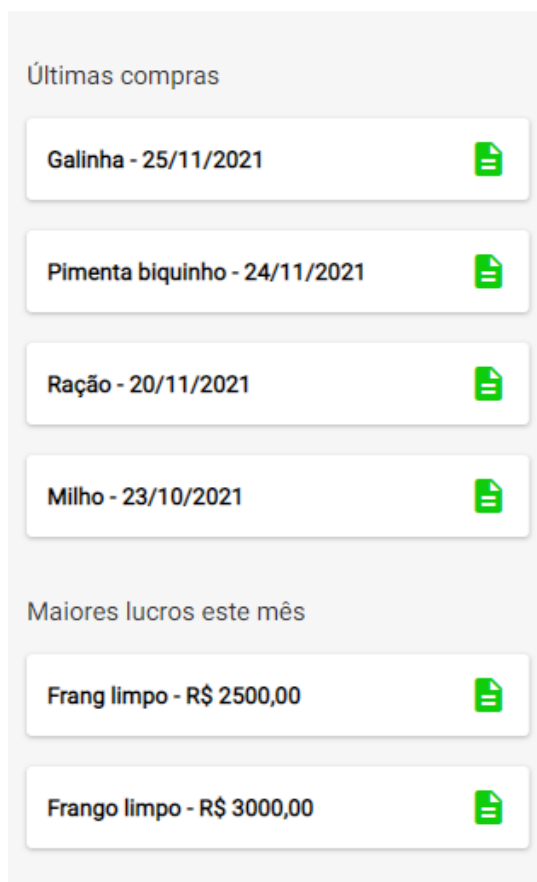 Últimas compras
Galinha - 25/11/2021
Pimenta biquinho - 24/11/2021
Ração - 20/11/2021
Milho - 23/10/2021
Maiores lucros este mês
Frang limpo - R$ 2500,00
Frango limpo - R$ 3000,00